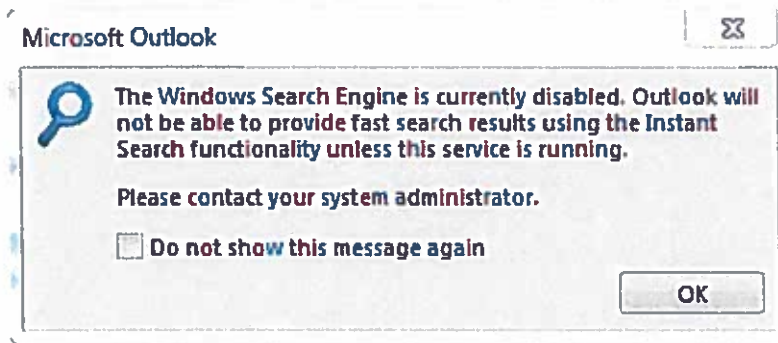 Microsoft Outlook
The Windows Search Engine is currently disabled. Outlook will
not be able to provide fast search results using the Instant
Search functionality unless this service is running.
Please contact your system administrator.
Do not show this message again
OK